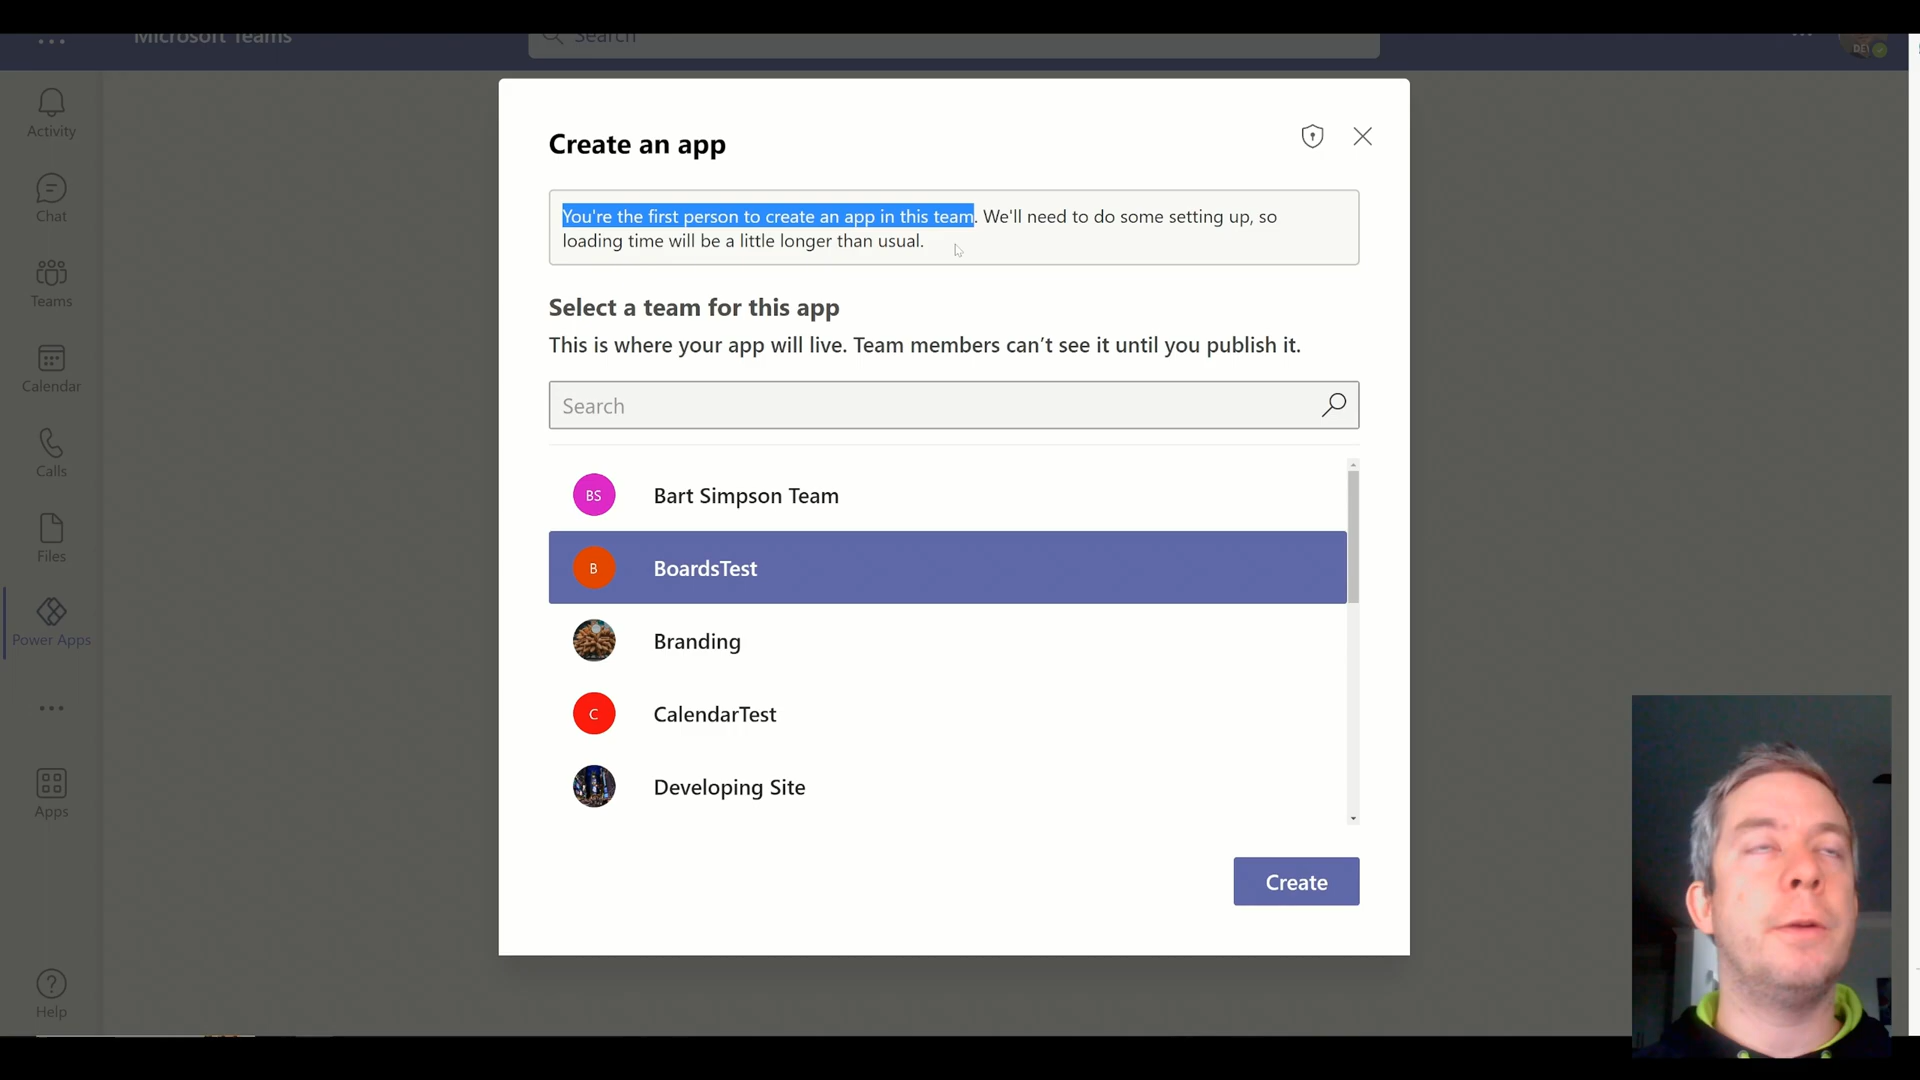 Microsoft Teams
Search
DEV
Activity
Chat
Teams
Calendar
Calls
Files
Power Apps
Apps
Help
Create an app
You're the first person to create an app in this team. We'll need to do some setting up, so
loading time will be a little longer than usual.
Select a team for this app
This is where your app will live. Team members can't see it until you publish it.
Search
BS Bart Simpson Team
B BoardsTest
Branding
C CalendarTest
Developing Site
Create